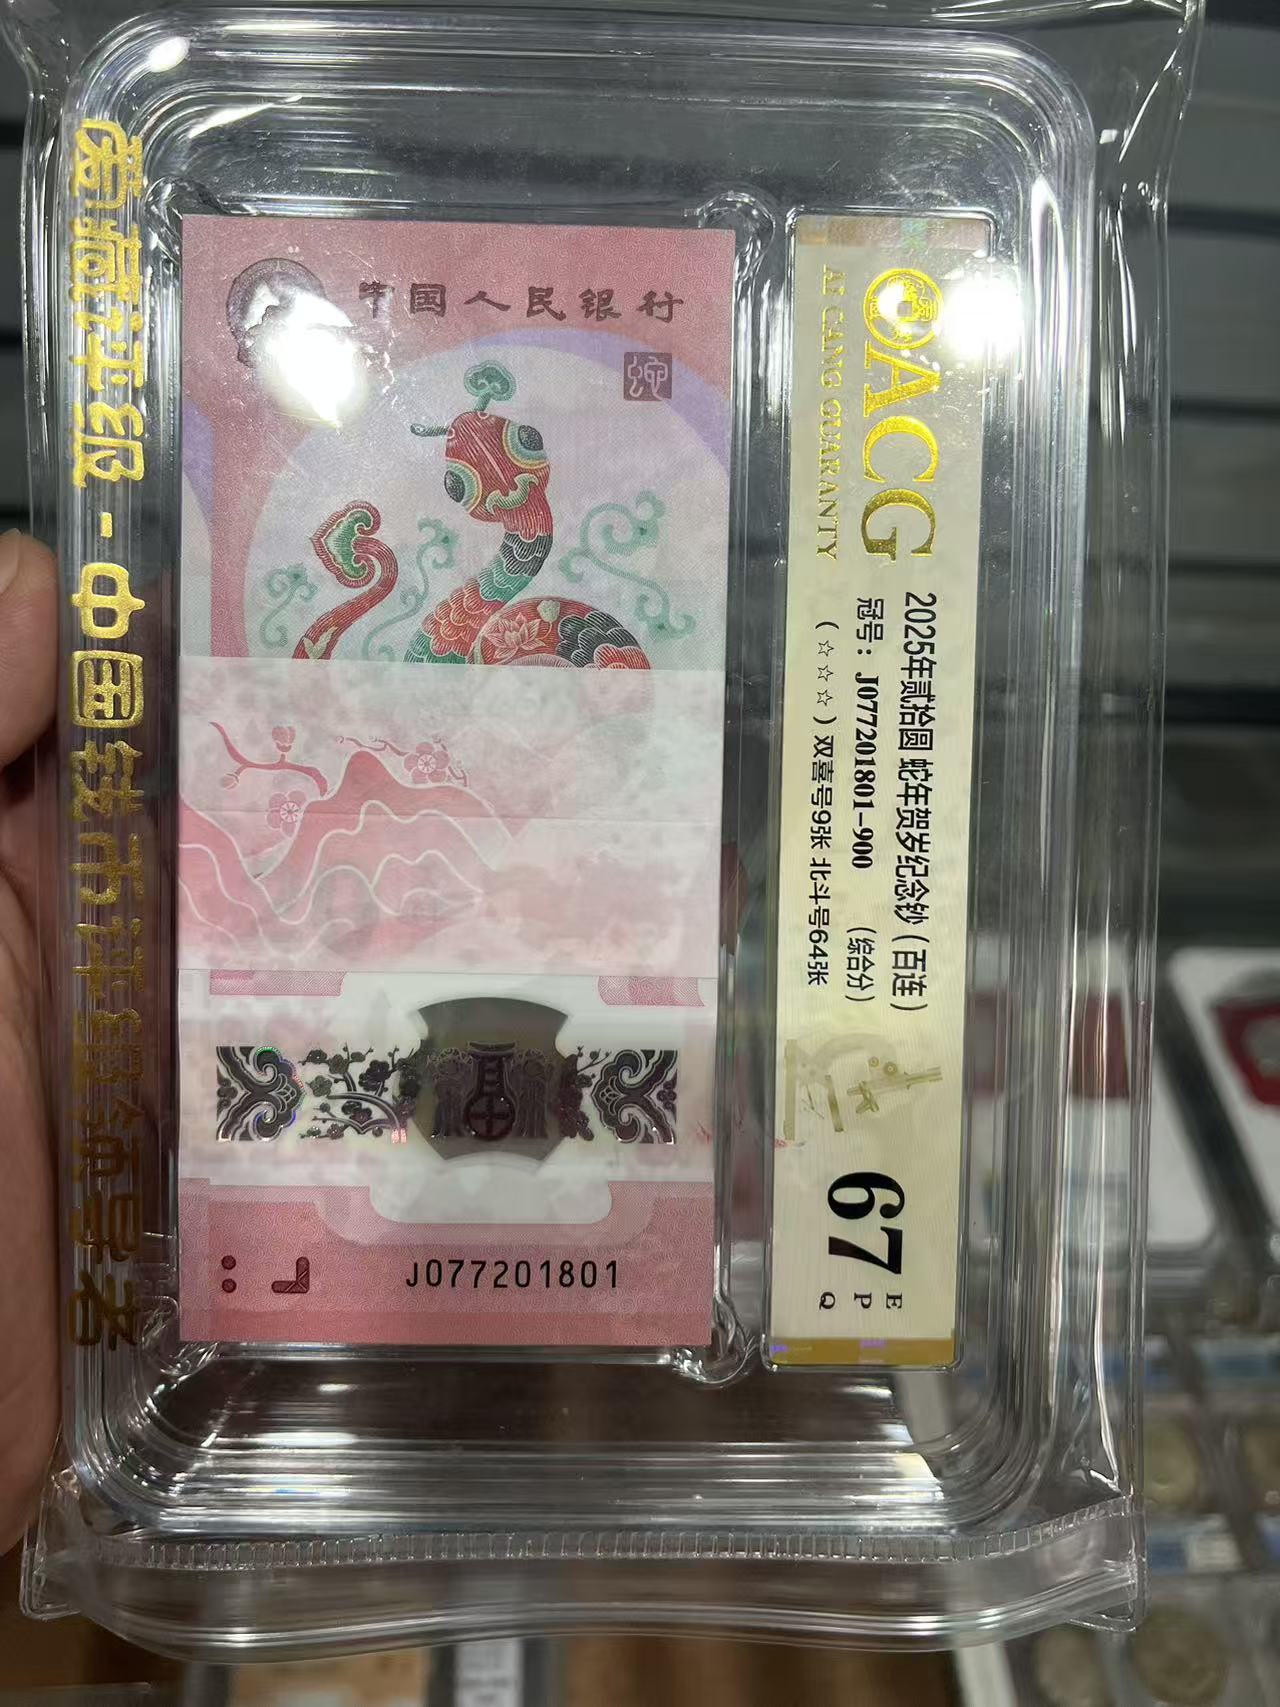 爱藏评级-中国钱币评级领导者
中国人民银行
J077201801
ACG
AI CANG GUARANTY
2025年贰拾圆 蛇年贺岁纪念钞(百连)
冠号:J077201801-900 (综合分)
(☆☆☆)双喜号9张 北斗号64张
67
EPQ